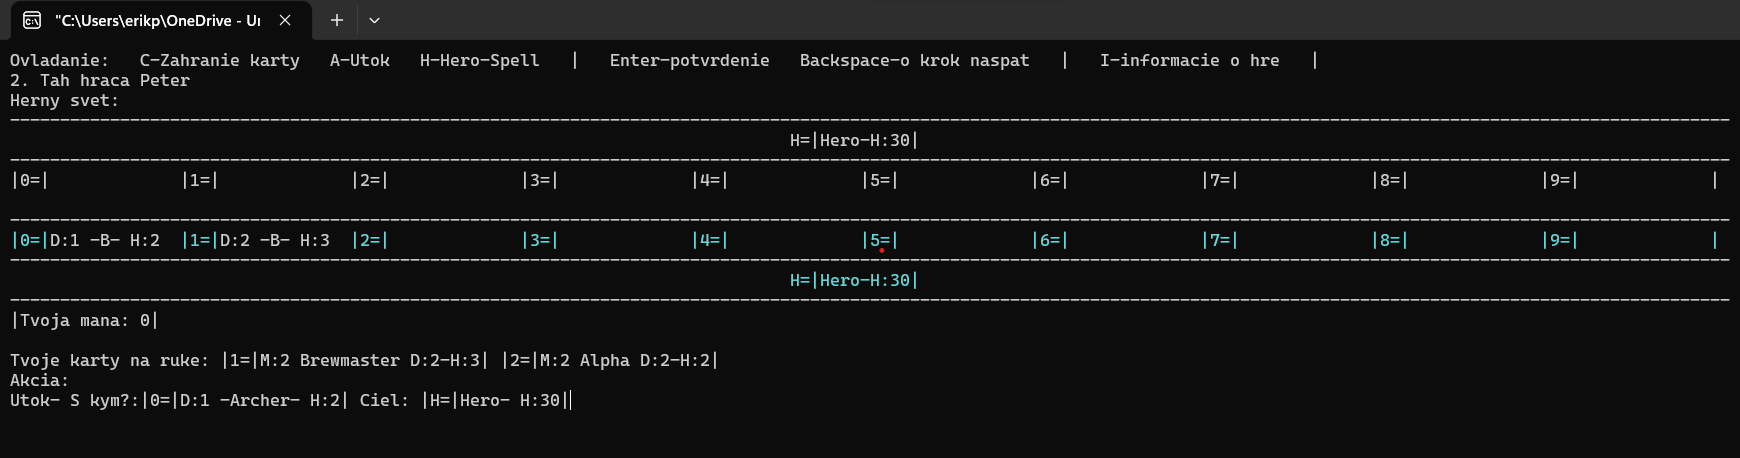 "C:\Users\erikp\OneDrive - Ur
Ovladanie:   C-Zahranie karty   A-Utok   H-Hero-Spell   |   Enter-potvrdenie   Backspace-o krok naspat   |   I-informacie o hre   |
2. Tah hraca Peter
Herny svet:
H=|Hero-H:30|
|0=| |1=| |2=| |3=| |4=| |5=| |6=| |7=| |8=| |9=| |
|0=|D:1 -B- H:2 |1=|D:2 -B- H:3 |2=| |3=| |4=| |5=| |6=| |7=| |8=| |9=| |
H=|Hero-H:30|
|Tvoja mana: 0|
Tvoje karty na ruke: |1=|M:2 Brewmaster D:2-H:3| |2=|M:2 Alpha D:2-H:2|
Akcia:
Utok- S kym?:|0=|D:1 -Archer- H:2| Ciel: |H=|Hero- H:30|